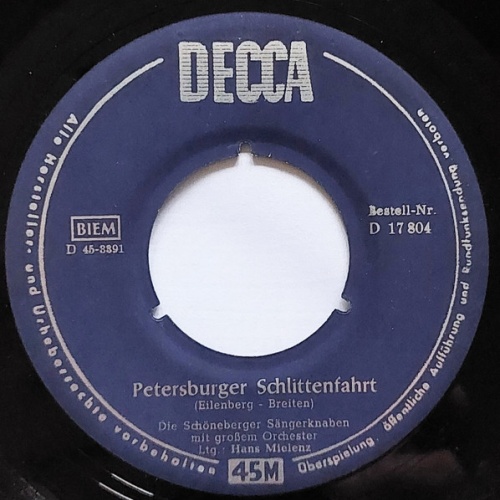 DECCA
Alle Hersteller- und Urheberrechte vorbehalten
Überspielung, öffentliche Aufführung und Rundfunksendung verboten
BIEM
D 45-8891
Bestell-Nr.
D 17 804
Petersburger Schlittenfahrt
(Eilenberg - Breiten)
Die Schöneberger Sängerknaben
mit großem Orchester
Ltg.: Hans Mielenz
45M